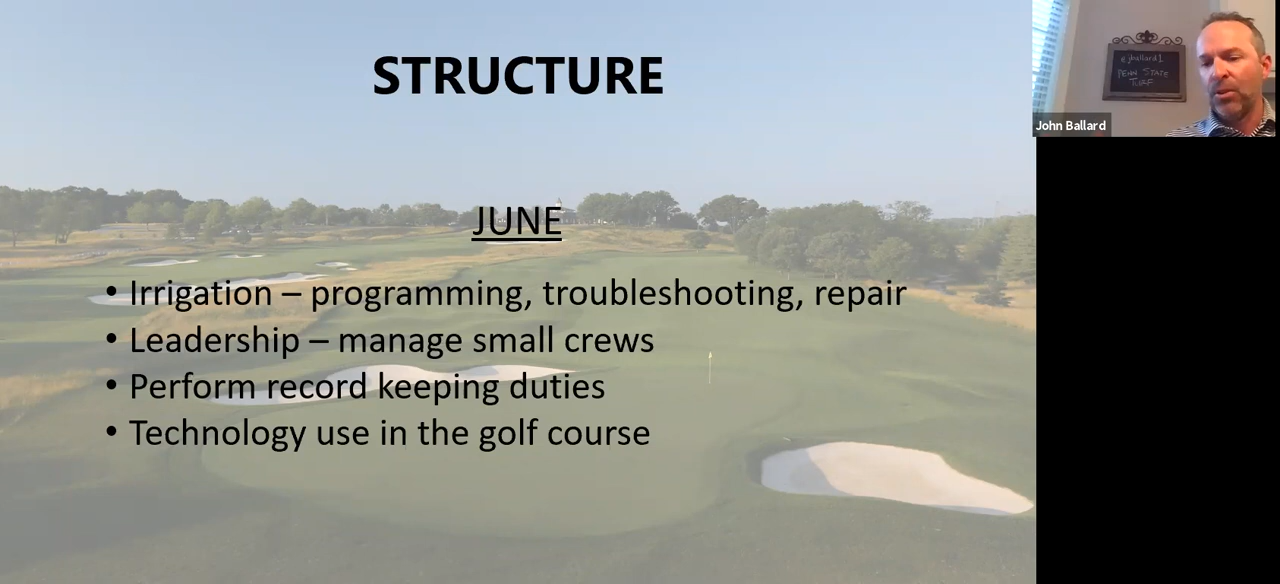 STRUCTURE
JUNE
• Irrigation – programming, troubleshooting, repair
• Leadership – manage small crews
• Perform record keeping duties
• Technology use in the golf course
@jballard1
PENN STATE
TURF
John Ballard